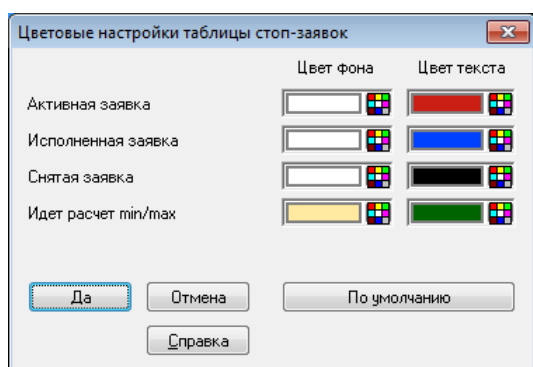 Цветовые настройки таблицы стоп-заявок
Цвет фона Цвет текста
Активная заявка
Исполненная заявка
Снятая заявка
Идет расчет min/max
Да Отмена По умолчанию
Справка